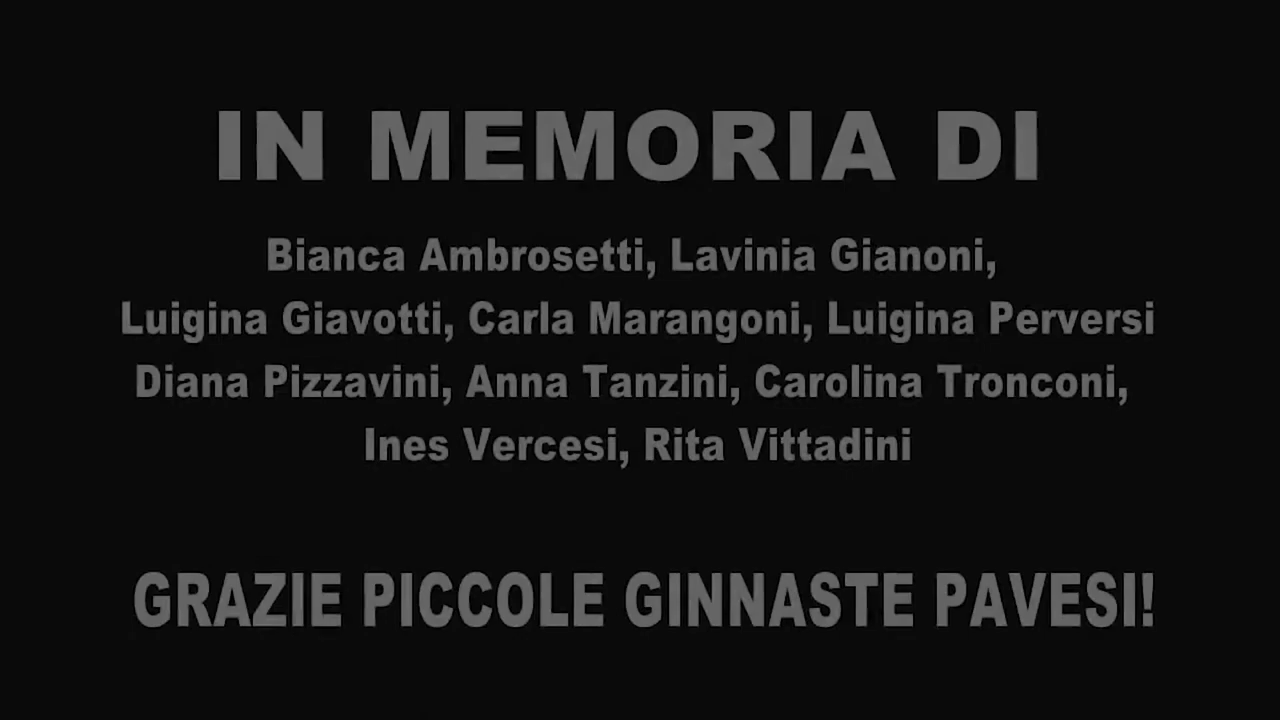 IN MEMORIA DI
Bianca Ambrosetti, Lavinia Gianoni,
Luigina Giavotti, Carla Marangoni, Luigina Perversi
Diana Pizzavini, Anna Tanzini, Carolina Tronconi,
Ines Vercesi, Rita Vittadini
GRAZIE PICCOLE GINNASTE PAVESI!